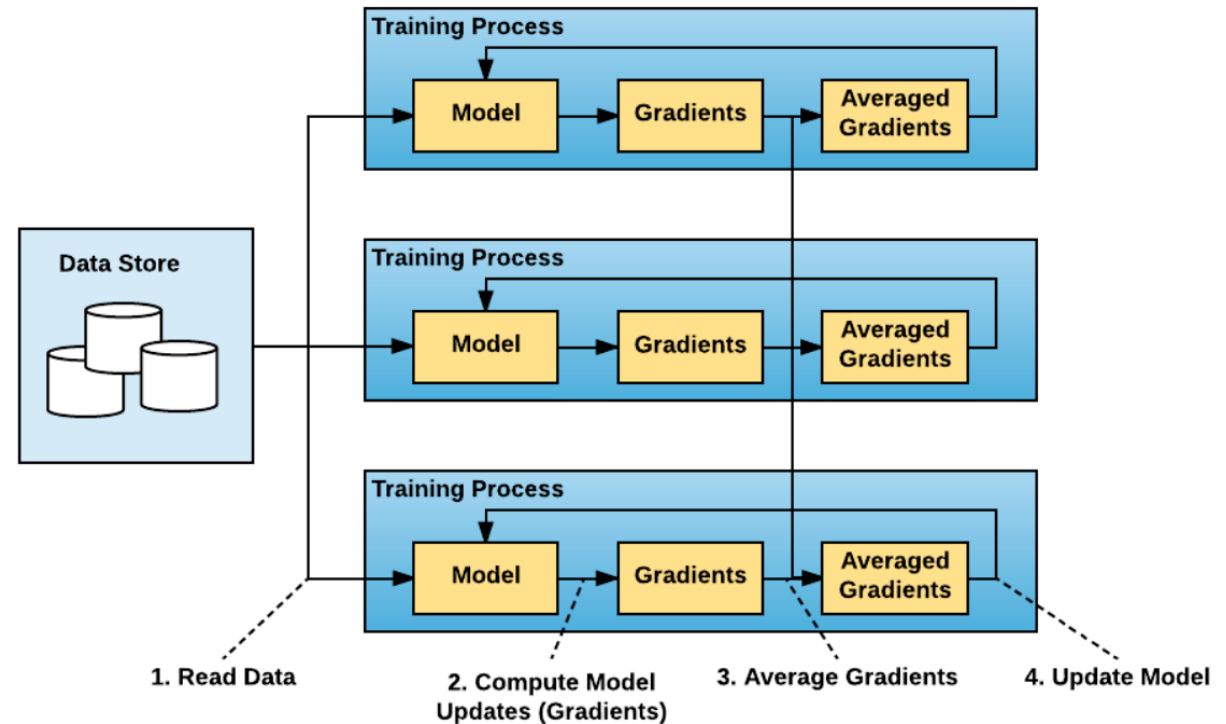 Training Process
Model
Gradients
Averaged
Gradients
Data Store
Training Process
Model
Gradients
Averaged
Gradients
Training Process
Model
Gradients
Averaged
Gradients
1. Read Data
2. Compute Model
Updates (Gradients)
3. Average Gradients
4. Update Model